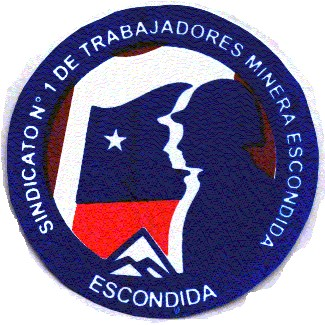 SINDICATO N° 1 DE TRABAJADORES MINERA ESCONDIDA
ESCONDIDA